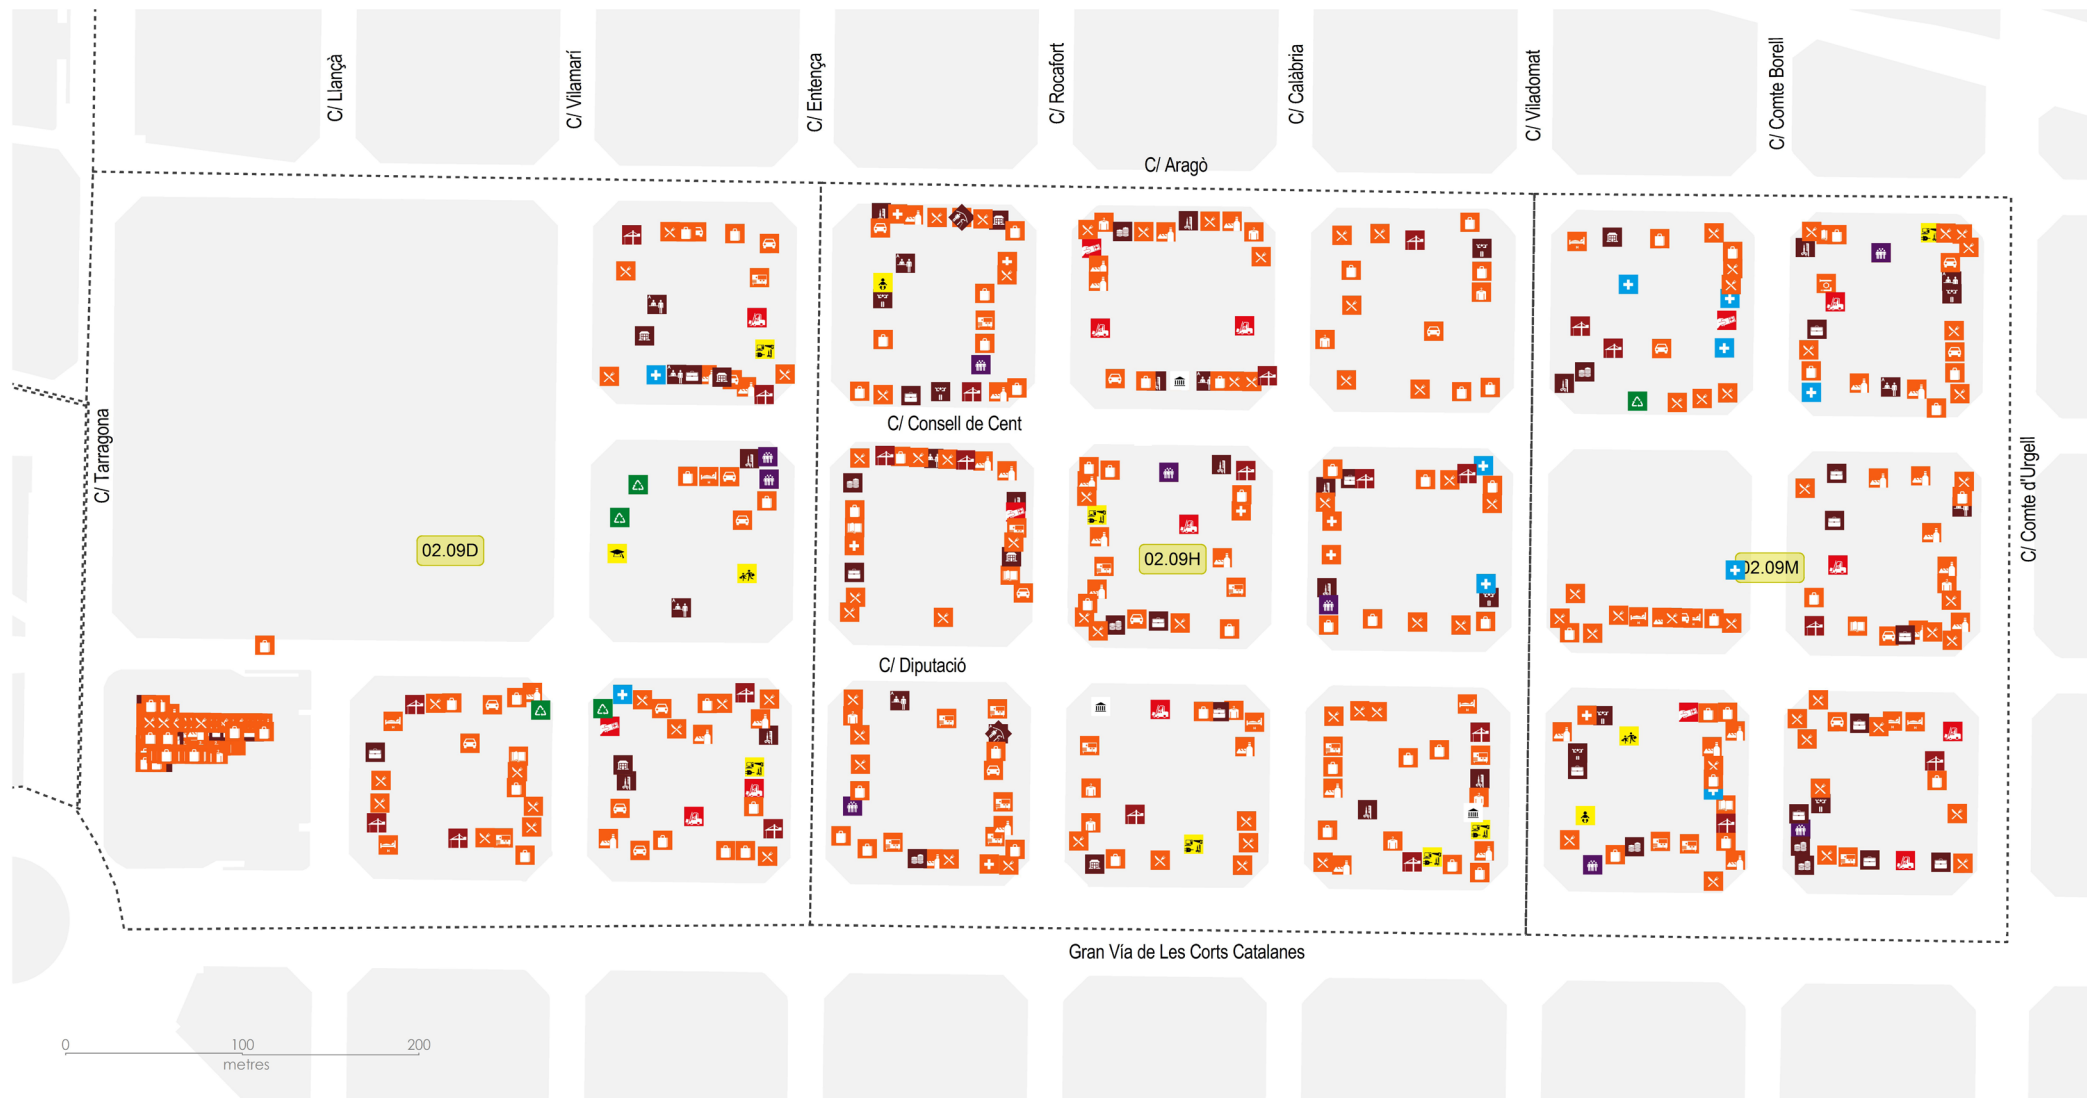 C/ Llançà
C/ Vilamarí
C/ Entença
C/ Rocafort
C/ Calàbria
C/ Viladomat
C/ Comte Borell
C/ Aragò
C/ Consell de Cent
C/ Tarragona
C/ Comte d'Urgell
02.09D
02.09H
02.09M
C/ Diputació
Gran Vía de Les Corts Catalanes
0 100 200
metres